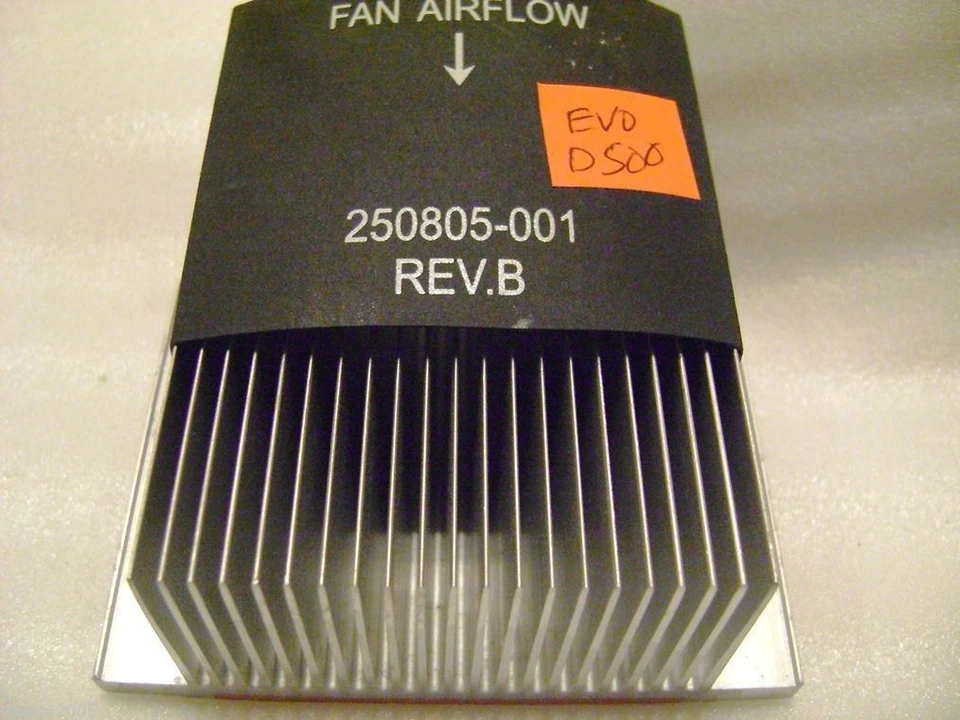 FAN AIRFLOW
EVO
D500
250805-001
REV.B